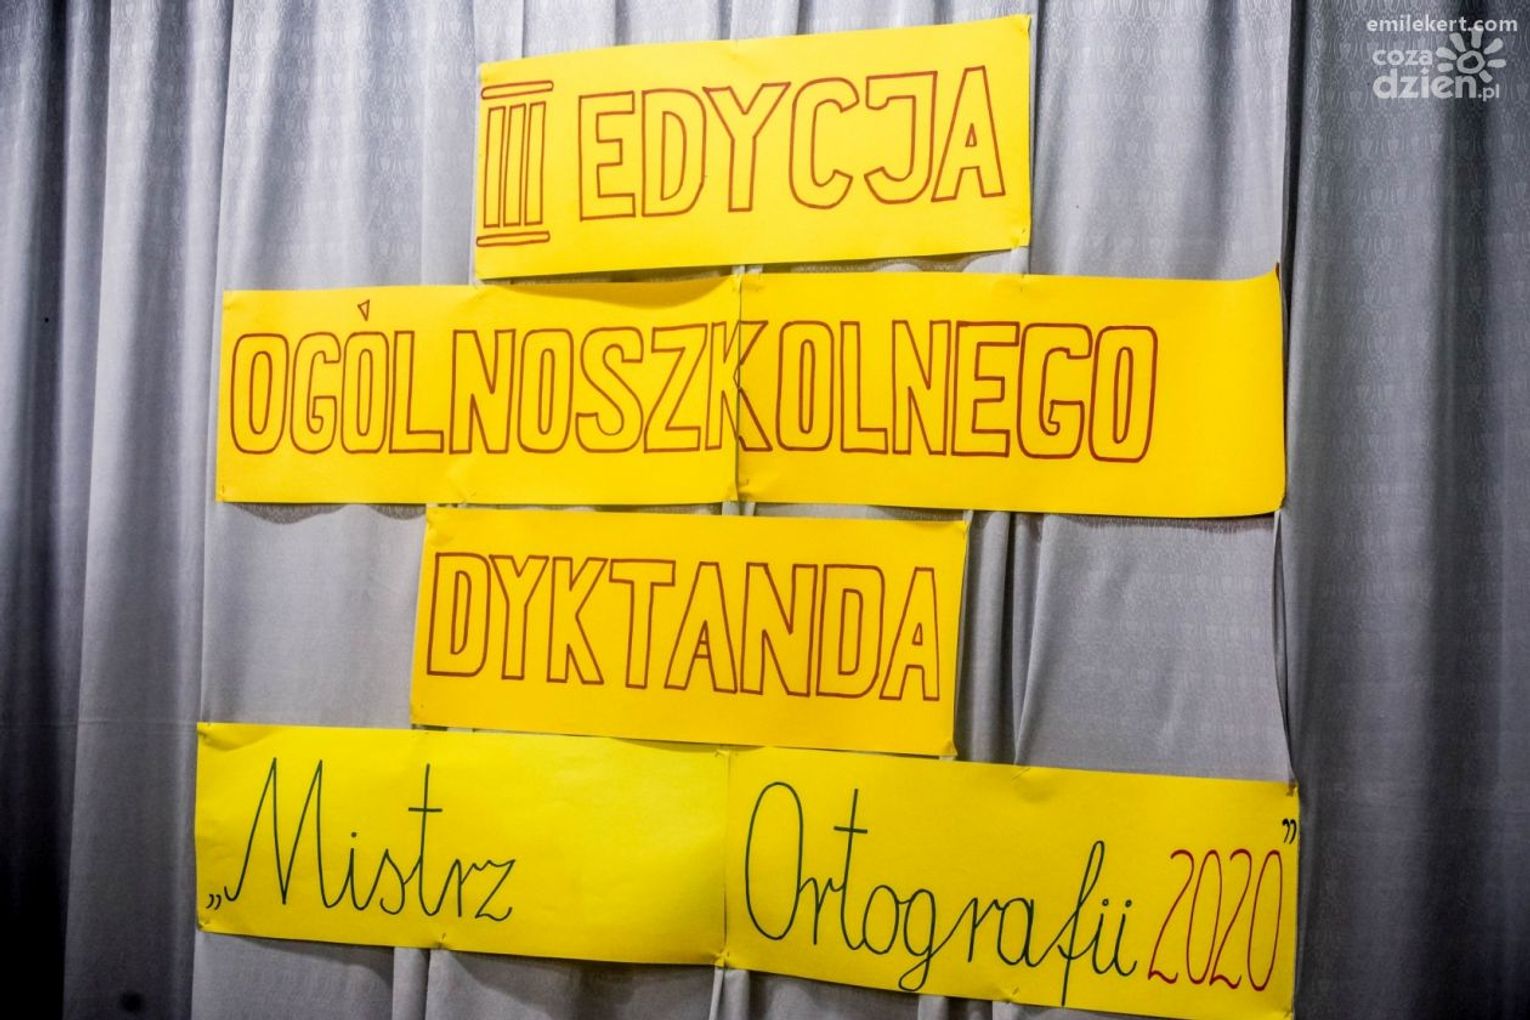 emilekert.com
coza
dzien.pl
III EDYCJA
OGÓLNOSZKOLNEGO
DYKTANDA
„Mistrz Ortografii 2020”